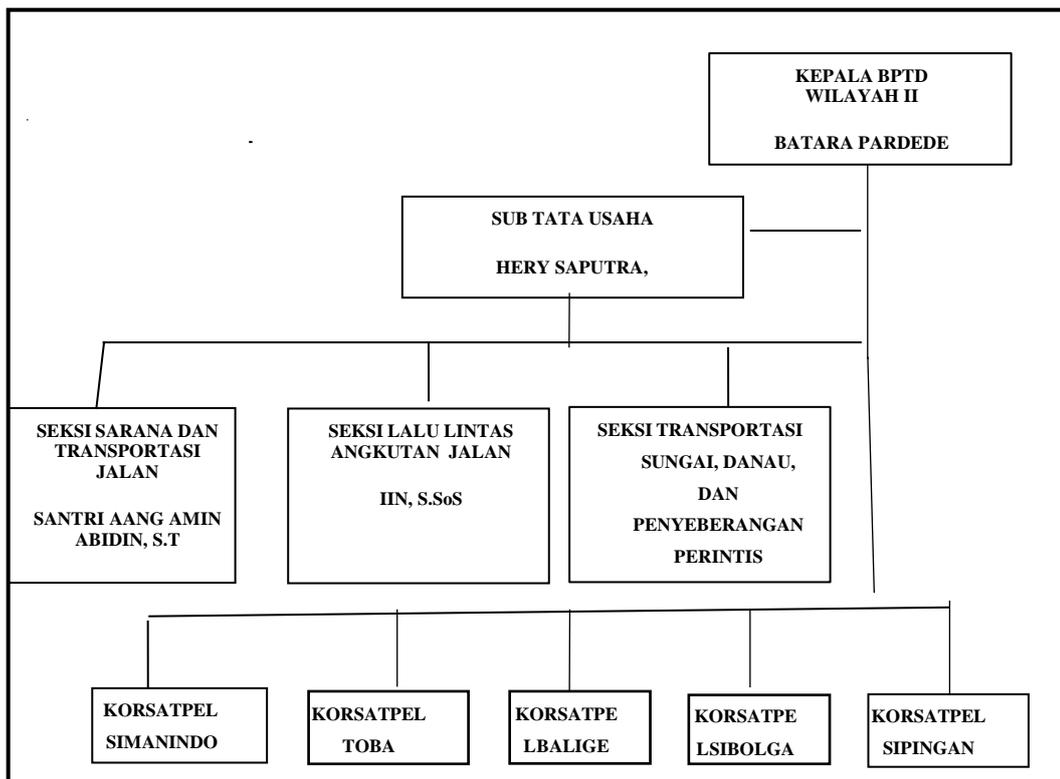 KEPALA BPTD
WILAYAH II
BATARA PARDEDE
SUB TATA USAHA
HERY SAPUTRA,
SEKSI SARANA DAN
TRANSPORTASI
JALAN
SANTRI AANG AMIN
ABIDIN, S.T
SEKSI LALU LINTAS
ANGKUTAN JALAN
IIN, S.SoS
SEKSI TRANSPORTASI
SUNGAI, DANAU,
DAN
PENYEBERANGAN
PERINTIS
KORSATPEL
SIMANINDO
KORSATPEL
TOBA
KORSATPE
LBALIGE
KORSATPE
LSIBOLGA
KORSATPEL
SIPINGAN